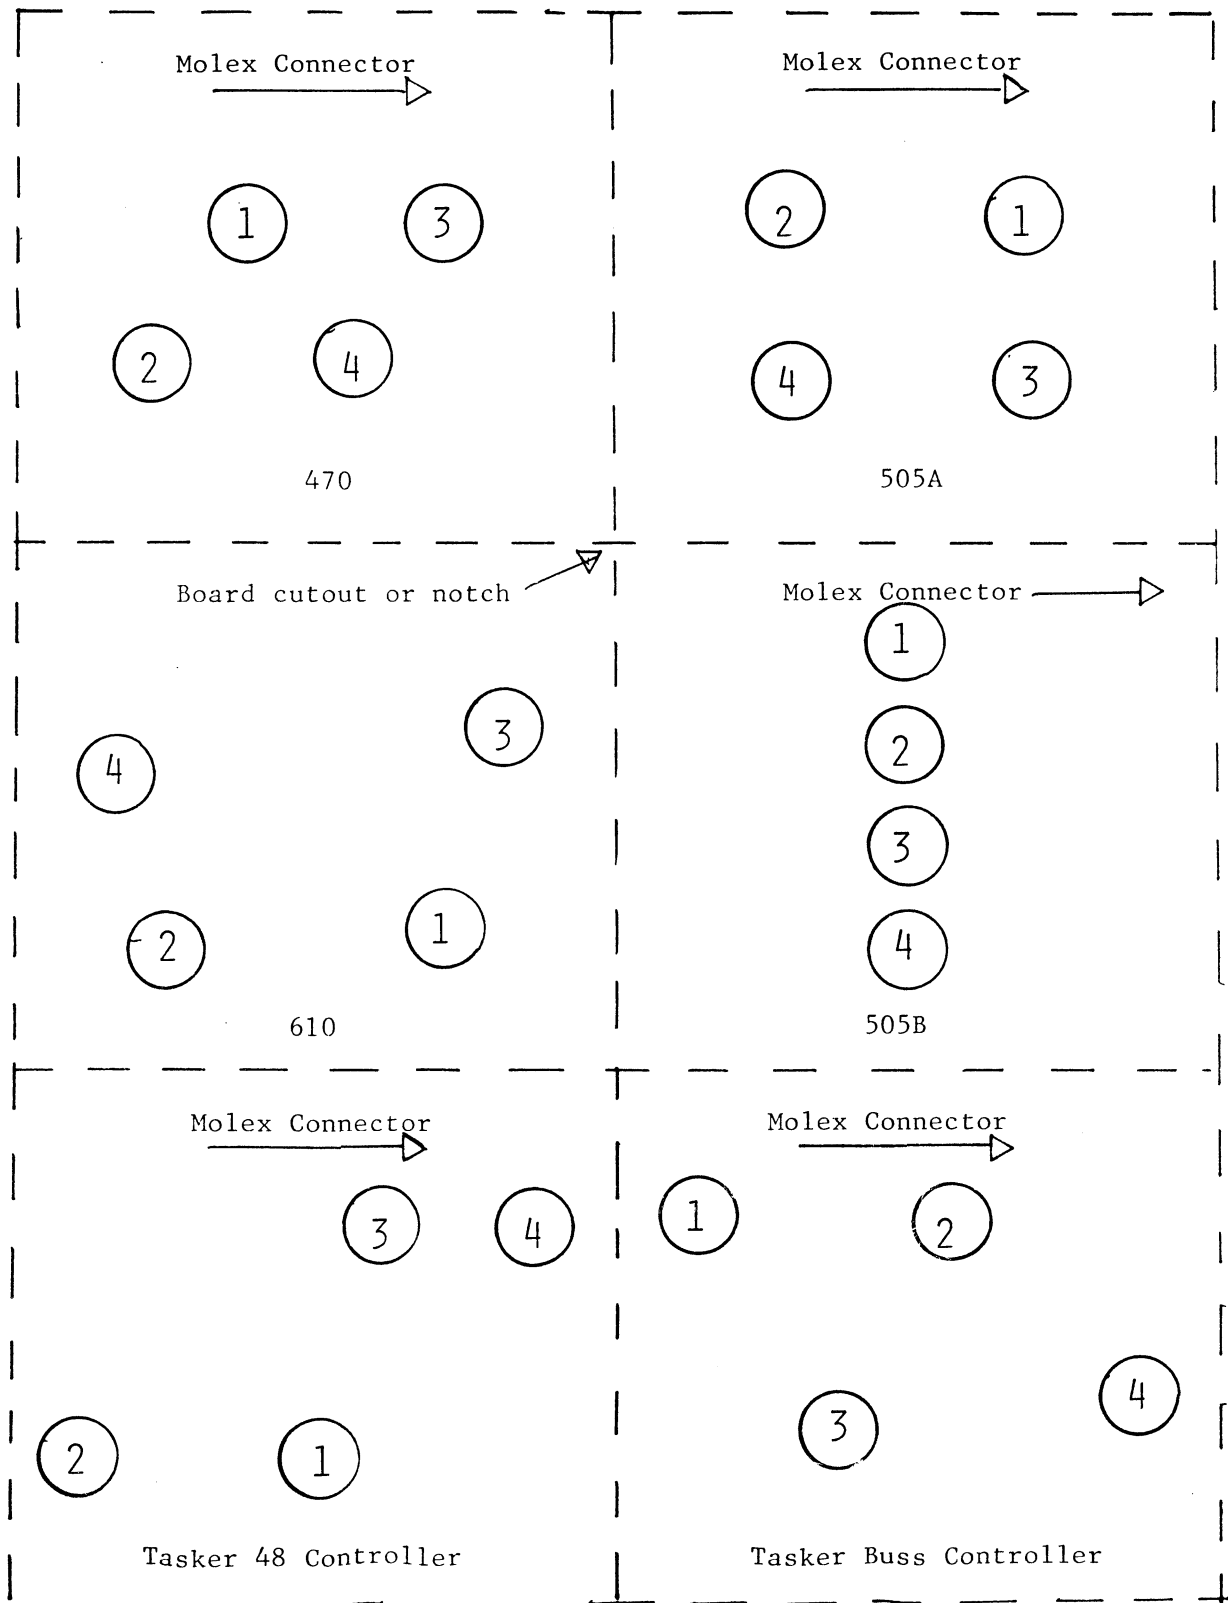 Molex Connector
1 3
2 4
470
Molex Connector
2 1
4 3
505A
Board cutout or notch
3
4
1
2
610
Molex Connector
1
2
3
4
505B
Molex Connector
3 4
2 1
Tasker 48 Controller
Molex Connector
1 2
4
3
Tasker Buss Controller